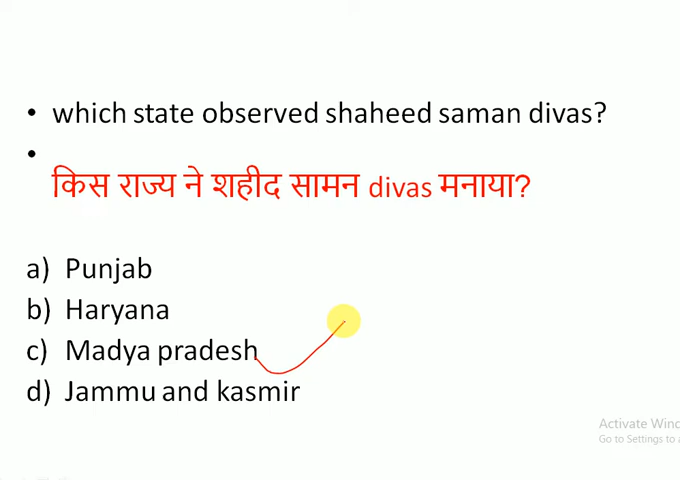 • which state observed shaheed saman divas?
•
किस राज्य ने शहीद सामन divas मनाया?
a) Punjab
b) Haryana
c) Madya pradesh
d) Jammu and kasmir
Activate Wind
Go to Settings to a